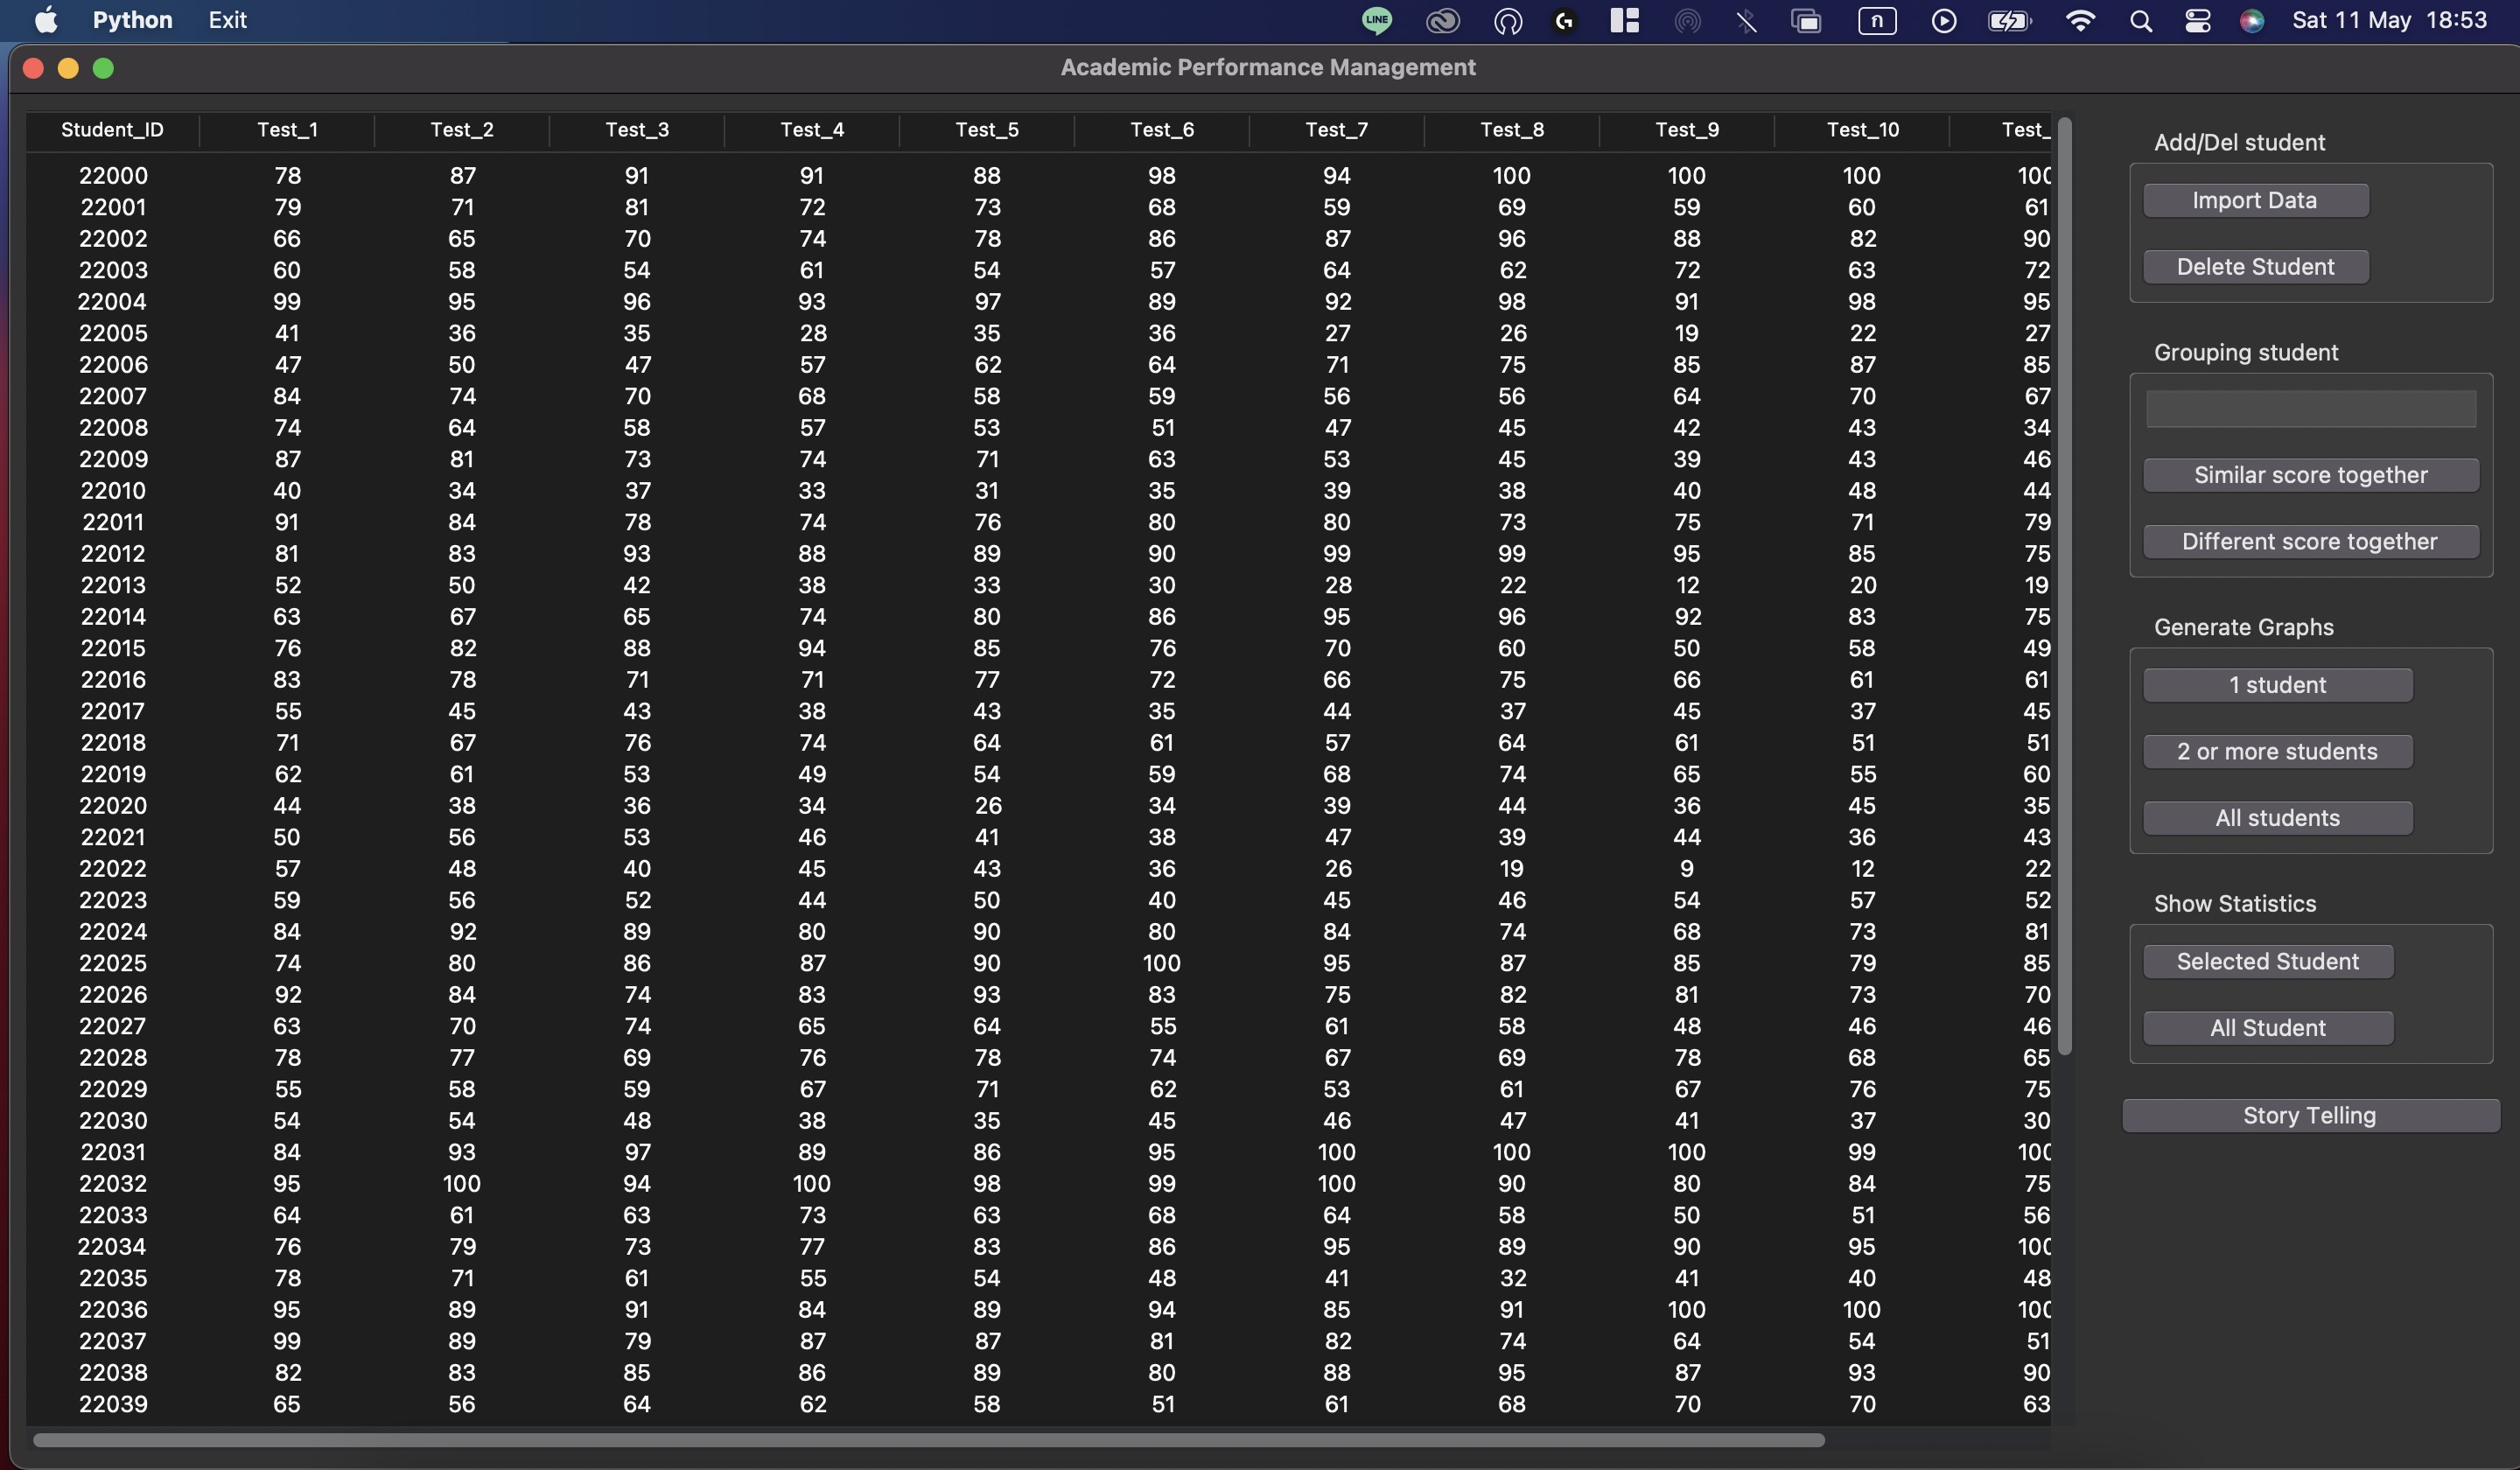 Python Exit LINE ก Sat 11 May 18:53
Academic Performance Management
Student_ID Test_1 Test_2 Test_3 Test_4 Test_5 Test_6 Test_7 Test_8 Test_9 Test_10 Test_
22000 78 87 91 91 88 98 94 100 100 100 100
22001 79 71 81 72 73 68 59 69 59 60 61
22002 66 65 70 74 78 86 87 96 88 82 90
22003 60 58 54 61 54 57 64 62 72 63 72
22004 99 95 96 93 97 89 92 98 91 98 95
22005 41 36 35 28 35 36 27 26 19 22 27
22006 47 50 47 57 62 64 71 75 85 87 85
22007 84 74 70 68 58 59 56 56 64 70 67
22008 74 64 58 57 53 51 47 45 42 43 34
22009 87 81 73 74 71 63 53 45 39 43 46
22010 40 34 37 33 31 35 39 38 40 48 44
22011 91 84 78 74 76 80 80 73 75 71 79
22012 81 83 93 88 89 90 99 99 95 85 75
22013 52 50 42 38 33 30 28 22 12 20 19
22014 63 67 65 74 80 86 95 96 92 83 75
22015 76 82 88 94 85 76 70 60 50 58 49
22016 83 78 71 71 77 72 66 75 66 61 61
22017 55 45 43 38 43 35 44 37 45 37 45
22018 71 67 76 74 64 61 57 64 61 51 51
22019 62 61 53 49 54 59 68 74 65 55 60
22020 44 38 36 34 26 34 39 44 36 45 35
22021 50 56 53 46 41 38 47 39 44 36 43
22022 57 48 40 45 43 36 26 19 9 12 22
22023 59 56 52 44 50 40 45 46 54 57 52
22024 84 92 89 80 90 80 84 74 68 73 81
22025 74 80 86 87 90 100 95 87 85 79 85
22026 92 84 74 83 93 83 75 82 81 73 70
22027 63 70 74 65 64 55 61 58 48 46 46
22028 78 77 69 76 78 74 67 69 78 68 65
22029 55 58 59 67 71 62 53 61 67 76 75
22030 54 54 48 38 35 45 46 47 41 37 30
22031 84 93 97 89 86 95 100 100 100 99 100
22032 95 100 94 100 98 99 100 90 80 84 75
22033 64 61 63 73 63 68 64 58 50 51 56
22034 76 79 73 77 83 86 95 89 90 95 100
22035 78 71 61 55 54 48 41 32 41 40 48
22036 95 89 91 84 89 94 85 91 100 100 100
22037 99 89 79 87 87 81 82 74 64 54 51
22038 82 83 85 86 89 80 88 95 87 93 90
22039 65 56 64 62 58 51 61 68 70 70 63
Add/Del student
Import Data
Delete Student
Grouping student
Similar score together
Different score together
Generate Graphs
1 student
2 or more students
All students
Show Statistics
Selected Student
All Student
Story Telling